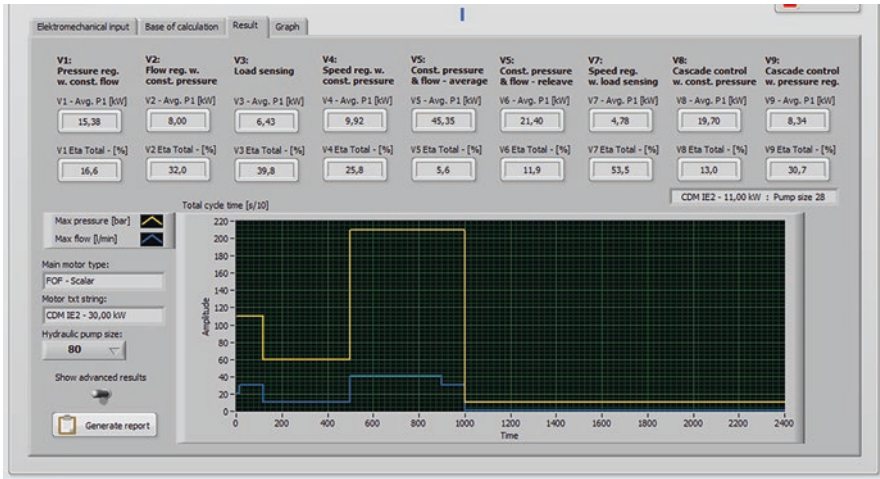 Elektromechanical input Base of calculation Result Graph
V1:
Pressure reg.
w. const. flow
V2:
Flow reg. w.
const. pressure
V3:
Load sensing
V4:
Speed reg. w.
const. pressure
V5:
Const. pressure
& flow - average
V5:
Const. pressure
& flow - releave
V7:
Speed reg.
w. load sensing
V8:
Cascade control
w. const. pressure
V9:
Cascade control
w. pressure reg.
V1 - Avg. P1 [kW] V2 - Avg. P1 [kW] V3 - Avg. P1 [kW] V4 - Avg. P1 [kW] V5 - Avg. P1 [kW] V6 - Avg. P1 [kW] V7 - Avg. P1 [kW] V8 - Avg. P1 [kW] V9 - Avg. P1 [kW]
15,38 8,00 6,43 9,92 45,35 21,40 4,78 19,70 8,34
V1 Eta Total - [%] V2 Eta Total - [%] V3 Eta Total - [%] V4 Eta Total - [%] V5 Eta Total - [%] V6 Eta Total - [%] V7 Eta Total - [%] V8 Eta Total - [%] V9 Eta Total - [%]
16,6 32,0 39,8 25,8 5,6 11,9 53,5 13,0 30,7
CDM IE2 - 11,00 kW : Pump size 28
Total cycle time [s/10]
Max pressure [bar]
Max flow [l/min]
Main motor type:
FOF - Scalar
Motor txt string:
CDM IE2 - 30,00 kW
Hydraulic pump size:
80
Show advanced results
Generate report
Amplitude
220
200
180
160
140
120
100
80
60
40
20
0
0 200 400 600 800 1000 1200 1400 1600 1800 2000 2200 2400
Time